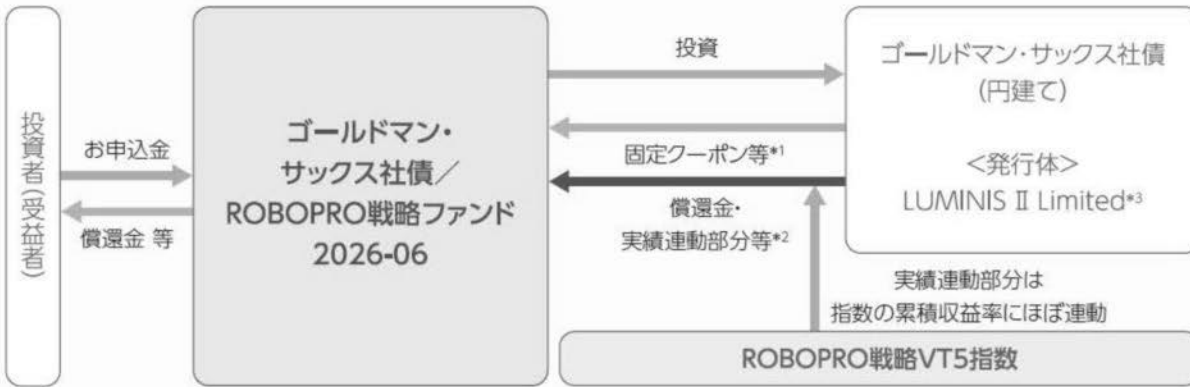 投資者(受益者)
お申込金
償還金 等
ゴールドマン・
サックス社債／
ROBOPRO戦略ファンド
2026-06
投資
固定クーポン等*1
償還金・
実績連動部分等*2
ゴールドマン・サックス社債
(円建て)
<発行体>
LUMINIS II Limited*3
実績連動部分は
指数の累積収益率にほぼ連動
ROBOPRO戦略VT5指数